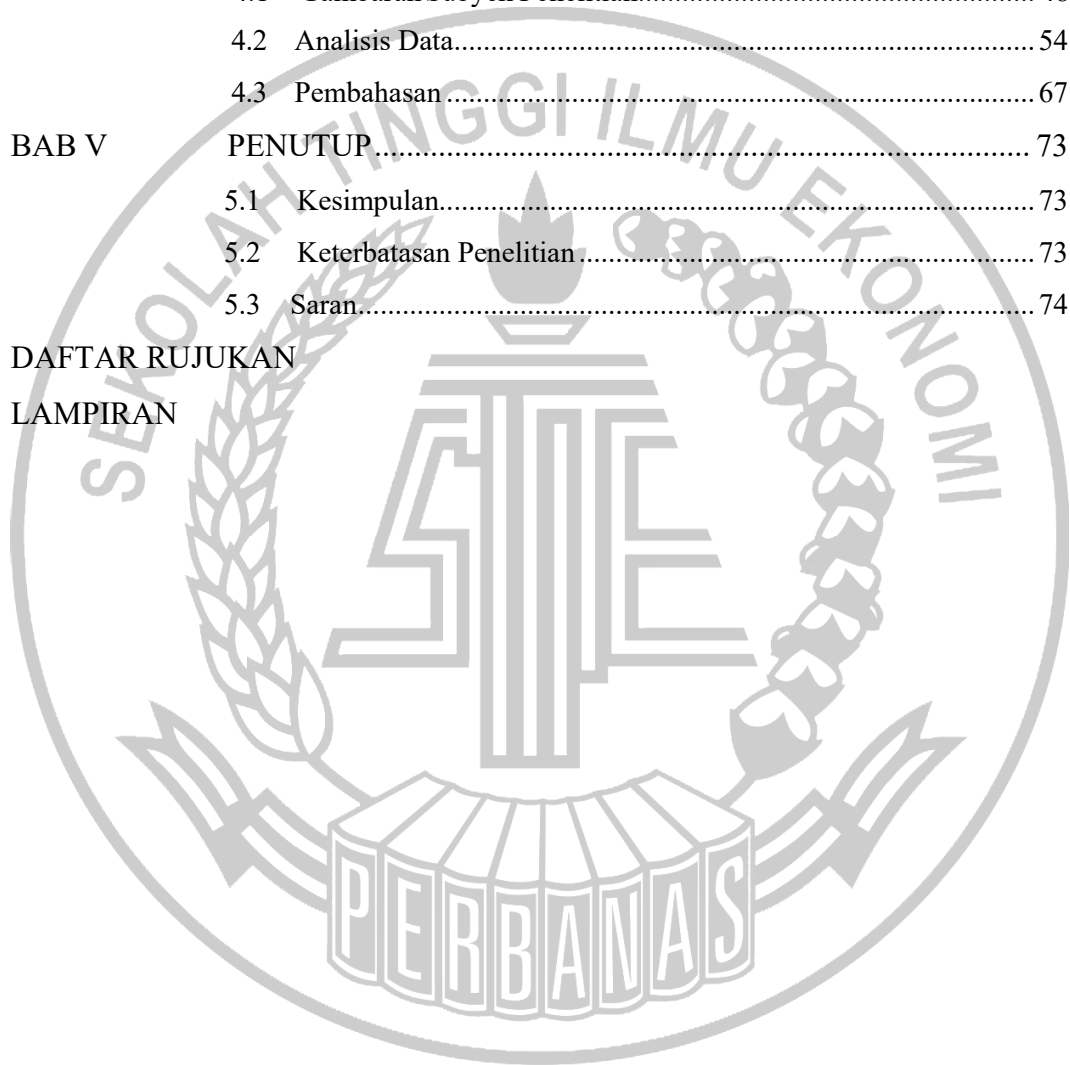 4.2 Analisis Data.......................................................................................... 54
4.3 Pembahasan........................................................................................... 67
BAB V PENUTUP.................................................................................................. 73
5.1 Kesimpulan............................................................................................ 73
5.2 Keterbatasan Penelitian......................................................................... 73
5.3 Saran...................................................................................................... 74
DAFTAR RUJUKAN
LAMPIRAN
SEKOLAH TINGGI ILMU EKONOMI
STIE
PERBANAS